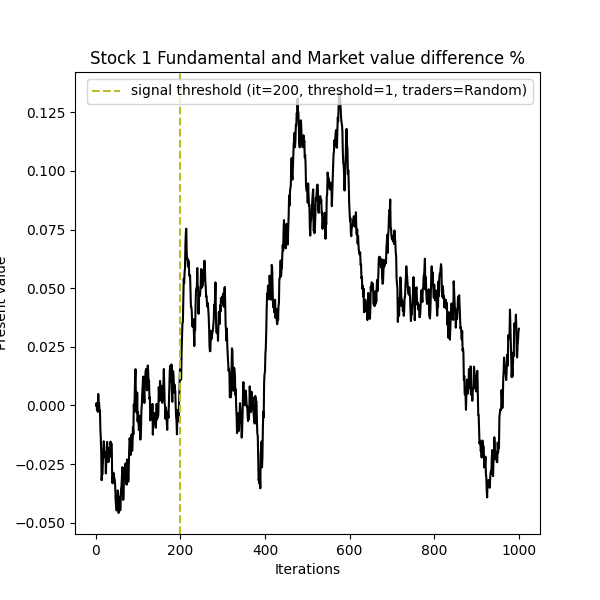 Stock 1 Fundamental and Market value difference %
signal threshold (it=200, threshold=1, traders=Random)
0.125
0.100
0.075
0.050
0.025
0.000
−0.025
−0.050
Present value
0 200 400 600 800 1000
Iterations